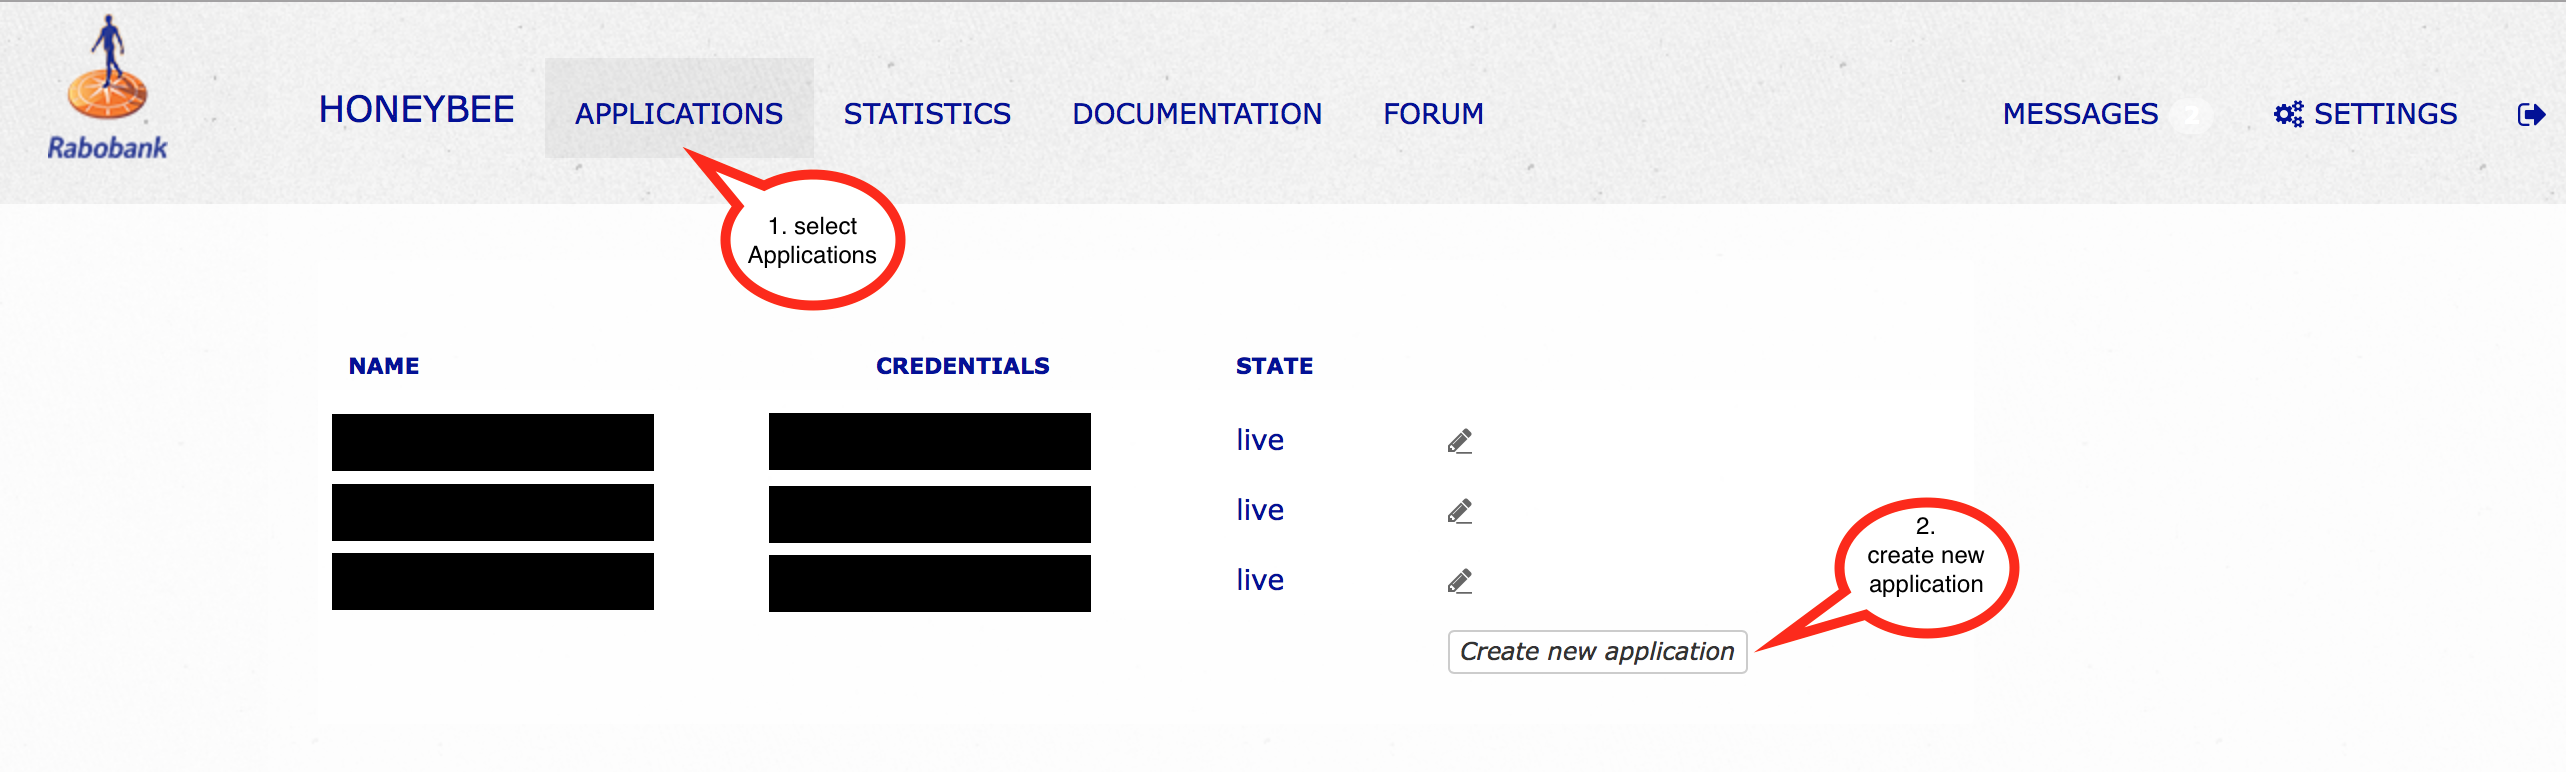 Rabobank
HONEYBEE
APPLICATIONS
STATISTICS
DOCUMENTATION
FORUM
MESSAGES 2
SETTINGS
1. select
Applications
NAME
CREDENTIALS
STATE
live
live
live
2.
create new
application
Create new application